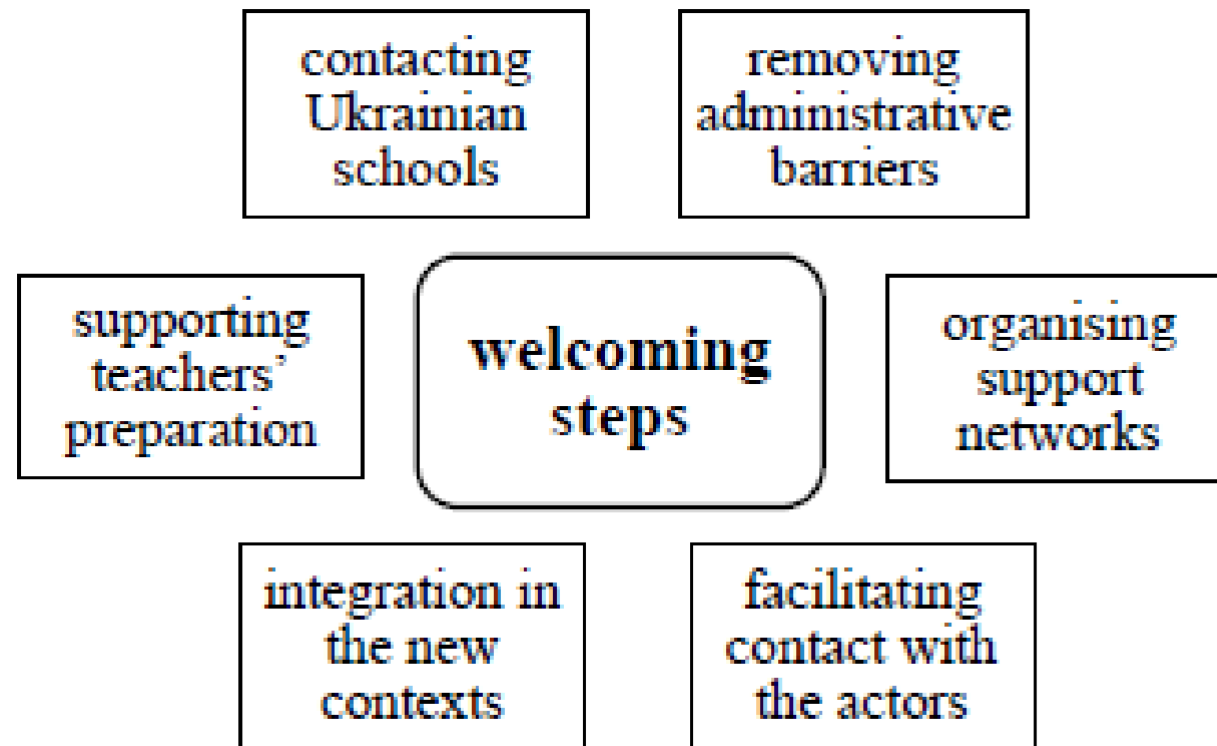 contacting
Ukrainian
schools
removing
administrative
barriers
supporting
teachers’
preparation
welcoming
steps
organising
support
networks
integration in
the new
contexts
facilitating
contact with
the actors